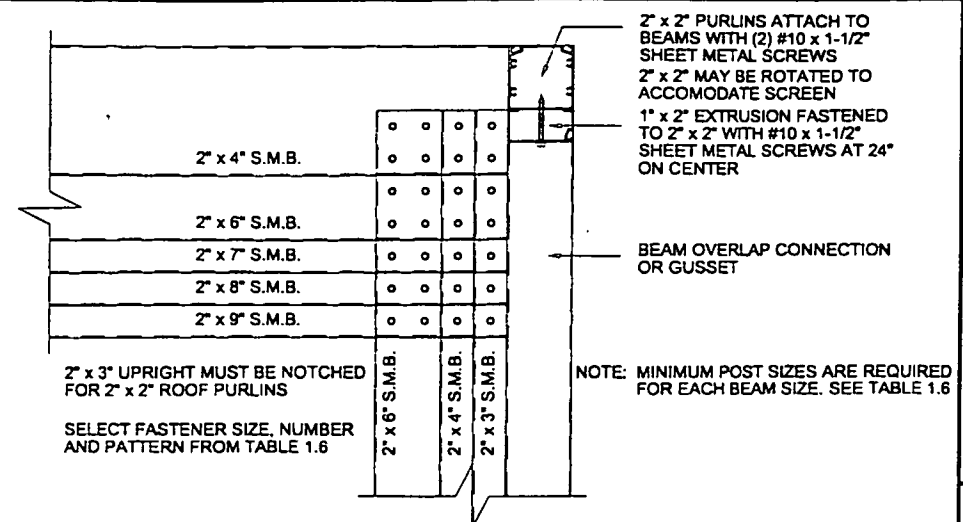 2" x 2" PURLINS ATTACH TO
BEAMS WITH (2) #10 x 1-1/2"
SHEET METAL SCREWS
2" x 2" MAY BE ROTATED TO
ACCOMODATE SCREEN
1" x 2" EXTRUSION FASTENED
TO 2" x 2" WITH #10 x 1-1/2"
SHEET METAL SCREWS AT 24"
ON CENTER
2" x 4" S.M.B.
2" x 6" S.M.B.
2" x 7" S.M.B.
2" x 8" S.M.B.
2" x 9" S.M.B.
BEAM OVERLAP CONNECTION
OR GUSSET
2" x 3" UPRIGHT MUST BE NOTCHED
FOR 2" x 2" ROOF PURLINS
SELECT FASTENER SIZE, NUMBER
AND PATTERN FROM TABLE 1.6
2" x 6" S.M.B.
2" x 4" S.M.B.
2" x 3" S.M.B.
NOTE: MINIMUM POST SIZES ARE REQUIRED
FOR EACH BEAM SIZE. SEE TABLE 1.6